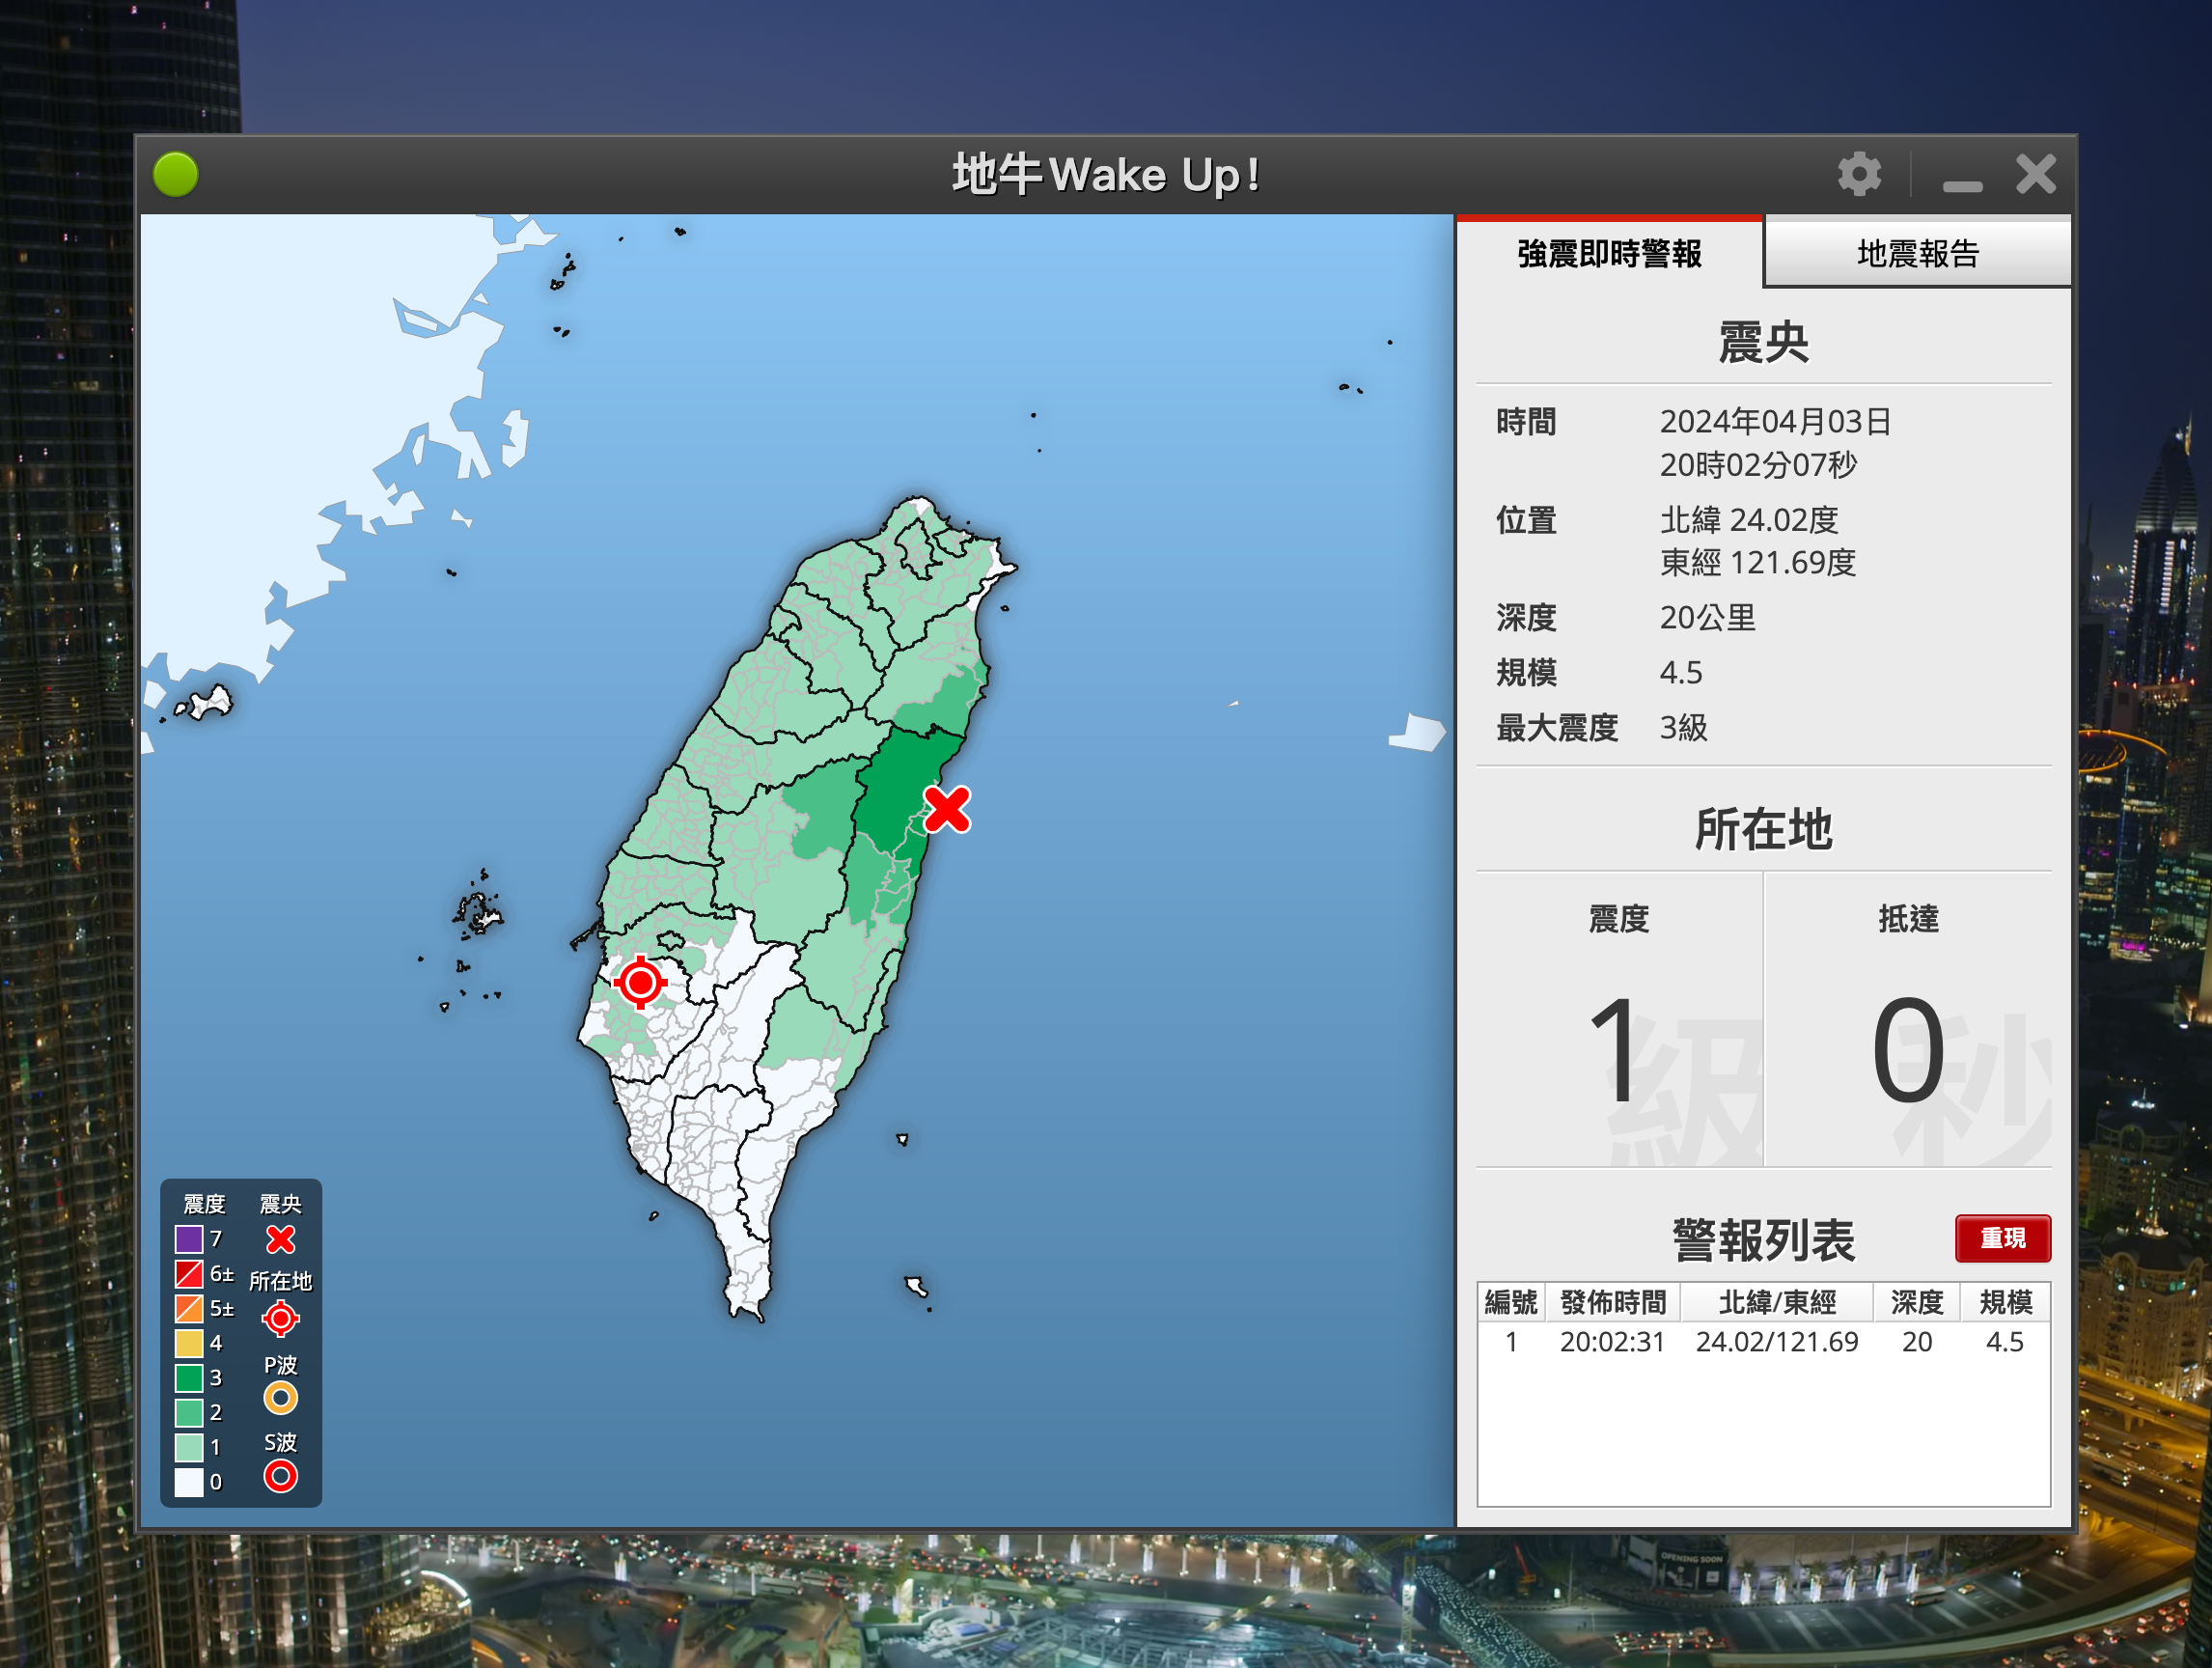 地牛Wake Up!
強震即時警報
地震報告
震央
時間 2024年04月03日
20時02分07秒
位置 北緯 24.02度
東經 121.69度
深度 20公里
規模 4.5
最大震度 3級
所在地
震度 抵達
1 級 0 秒
警報列表 重現
編號 發佈時間 北緯/東經 深度 規模
1 20:02:31 24.02/121.69 20 4.5
震度 震央
7
6± 所在地
5±
4
P波
3
2
S波
1
0
OPENING SOON